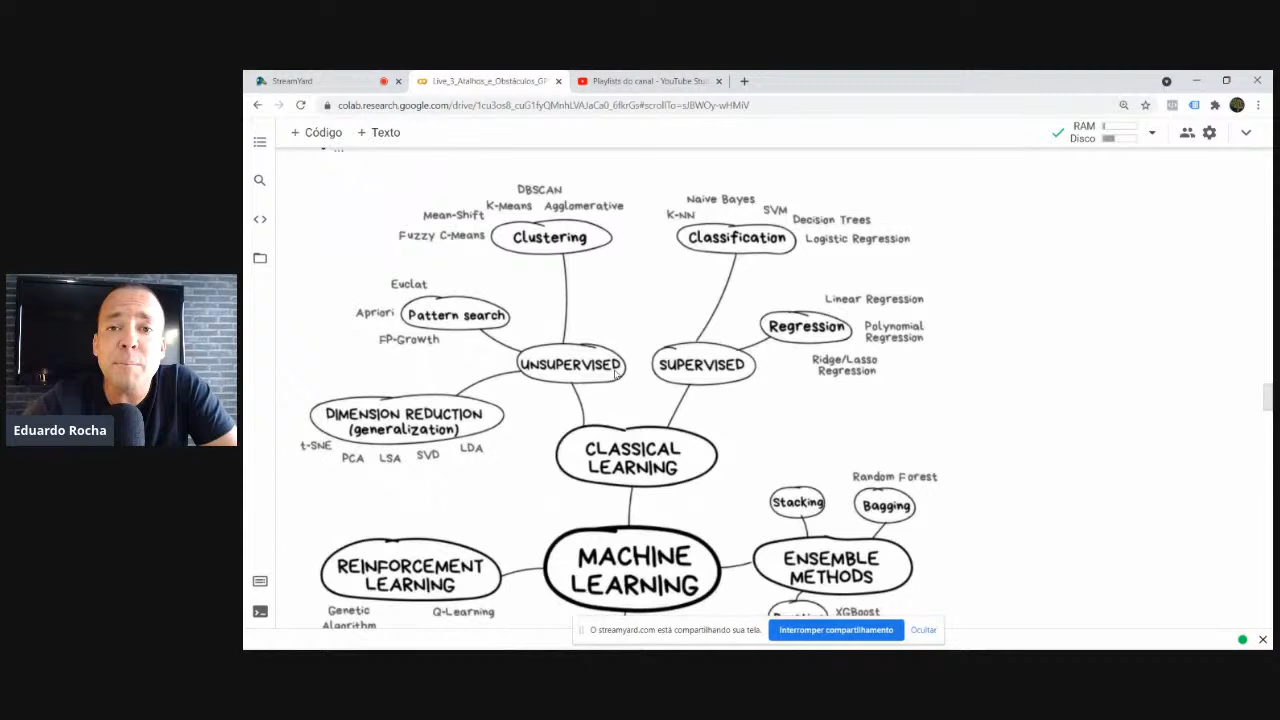 StreamYard
Live_3_Atalhos_e_Obstáculos_GP
Playlists do canal - YouTube Stu
colab.research.google.com/drive/1cu3os8_cuG1fyQMnhLVAJaCa0_6fkrGs#scrollTo=sJBWOy-wHMiV
+ Código
+ Texto
RAM
Disco
...
DBSCAN
K-Means
Agglomerative
Mean-Shift
Fuzzy C-Means
Clustering
Naive Bayes
K-NN
SVM
Decision Trees
Classification
Logistic Regression
Euclat
Apriori
Pattern search
FP-Growth
Linear Regression
Regression
Polynomial
Regression
Ridge/Lasso
Regression
UNSUPERVISED
SUPERVISED
DIMENSION REDUCTION
(generalization)
t-SNE
PCA
LSA
SVD
LDA
CLASSICAL
LEARNING
Eduardo Rocha
Random Forest
Stacking
Bagging
MACHINE
LEARNING
ENSEMBLE
METHODS
REINFORCEMENT
LEARNING
Genetic
Algorithm
Q-Learning
XGBoost
O streamyard.com está compartilhando sua tela.
Interromper compartilhamento
Ocultar